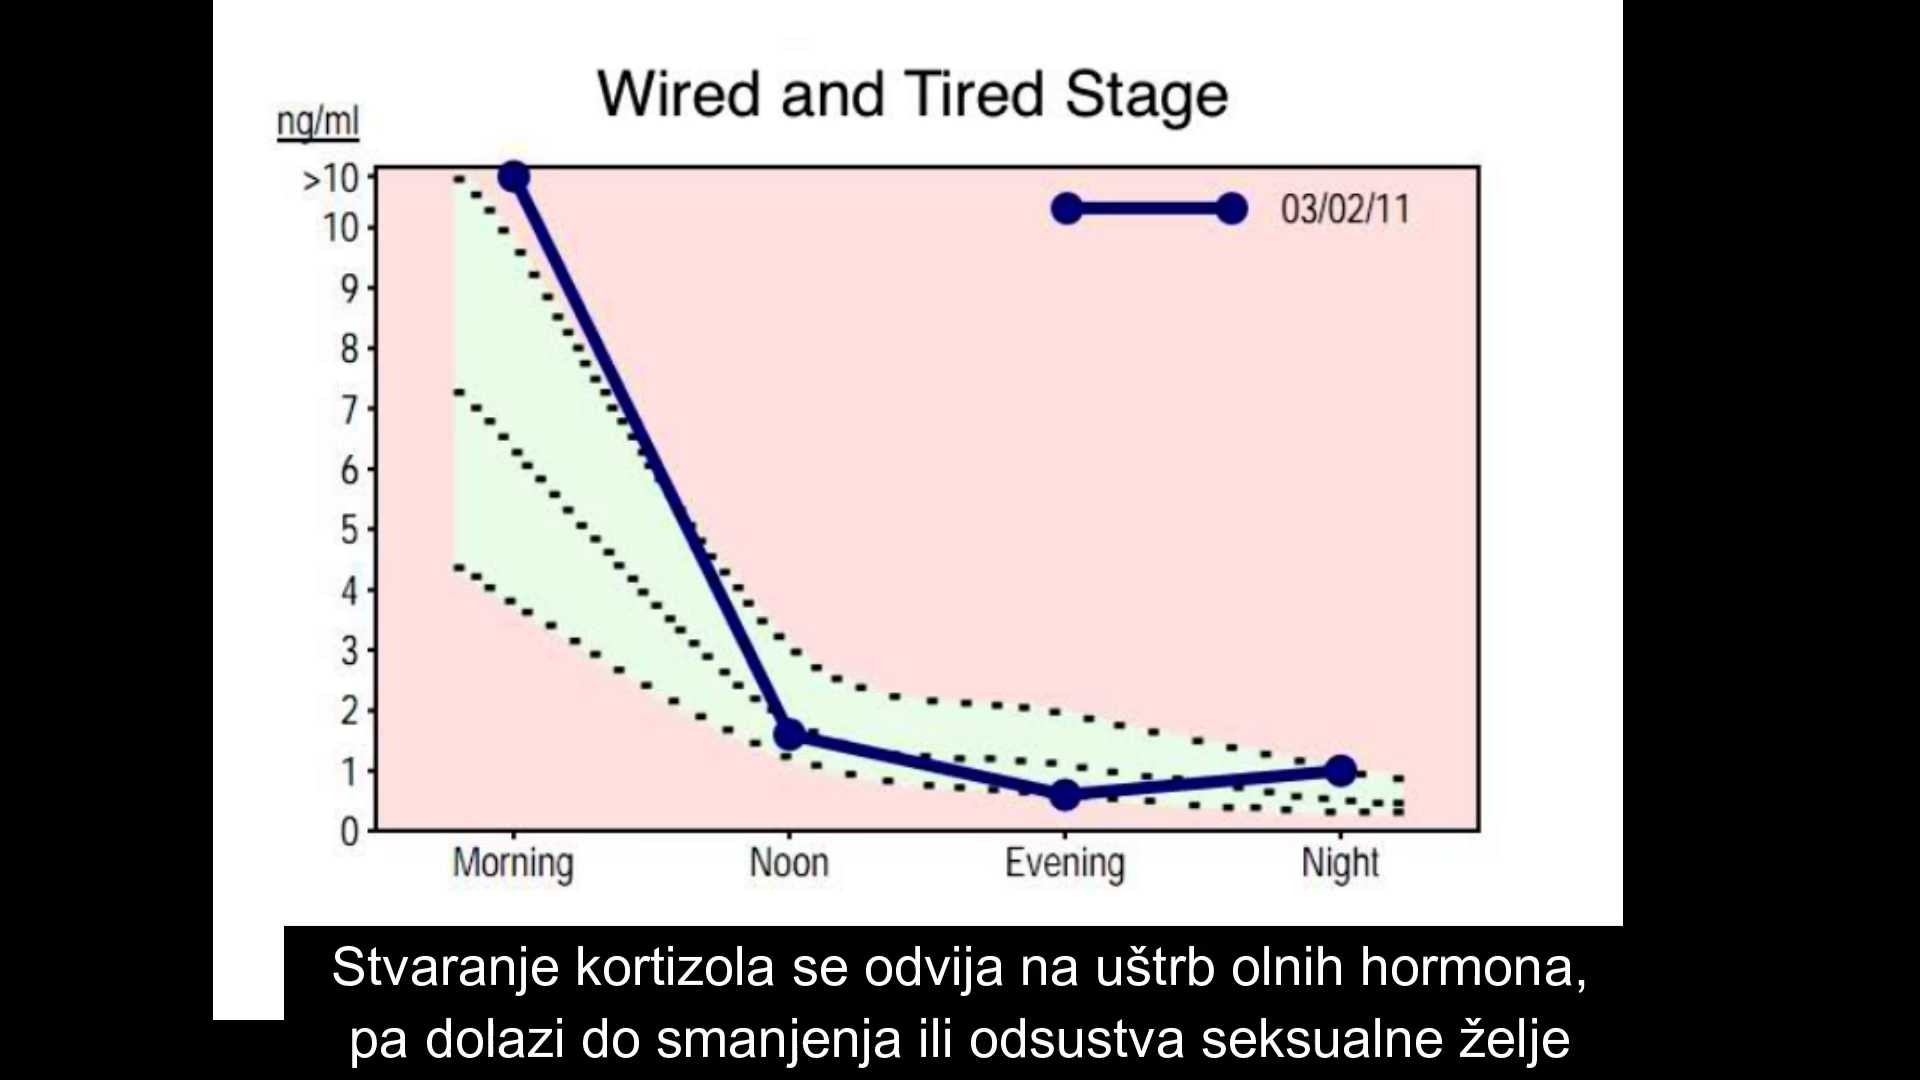 Wired and Tired Stage
ng/ml
>10
10
9
8
7
6
5
4
3
2
1
0
03/02/11
Morning Noon Evening Night
Stvaranje kortizola se odvija na uštrb olnih hormona,
pa dolazi do smanjenja ili odsustva seksualne želje